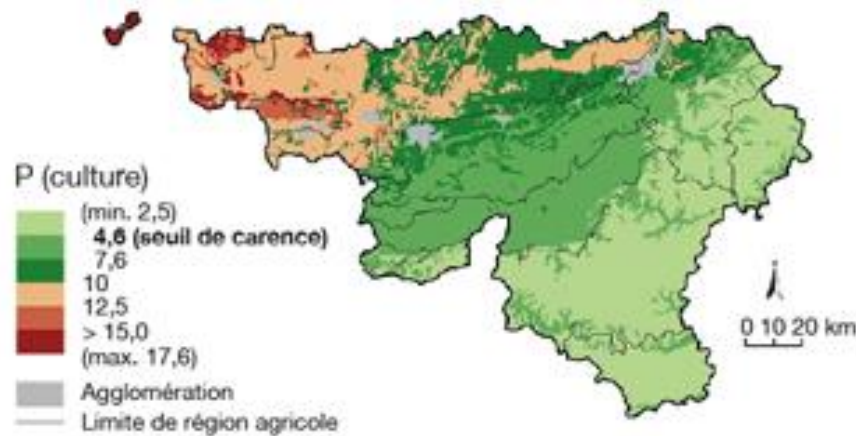 P (culture)
(min. 2,5)
4,6 (seuil de carence)
7,6
10
12,5
> 15,0
(max. 17,6)
Agglomération
Limite de région agricole
0 10 20 km